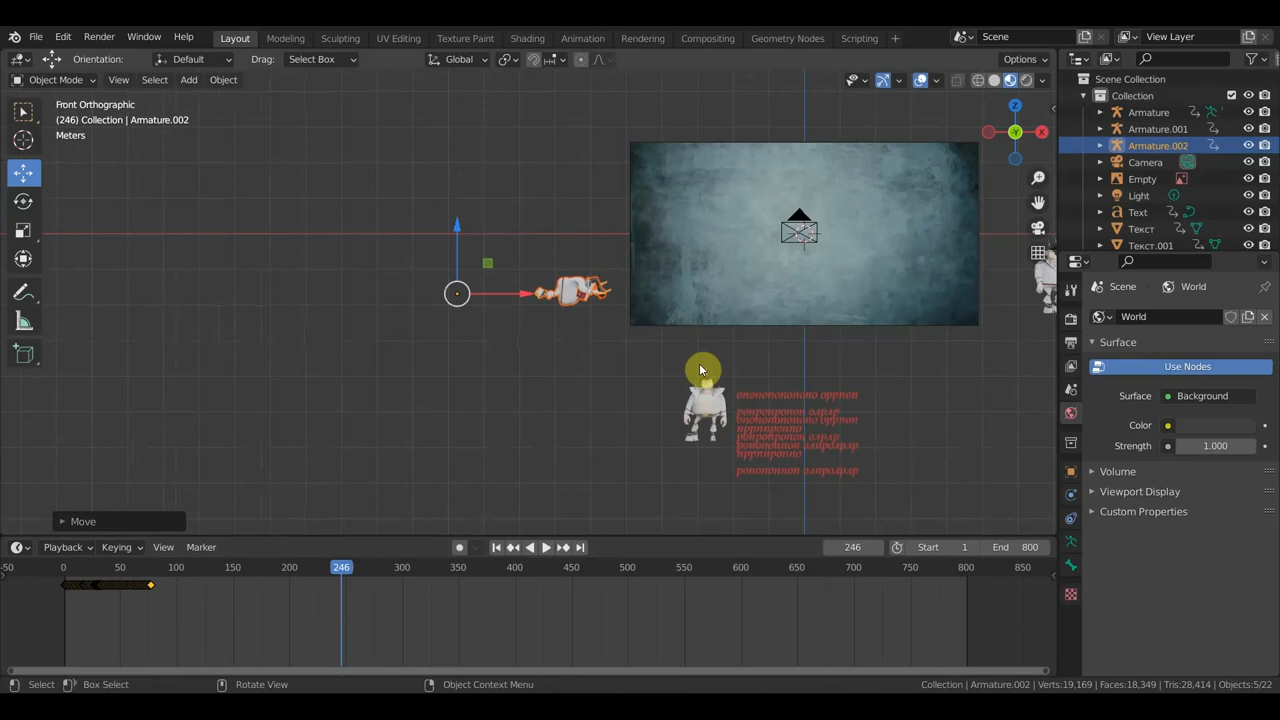 File Edit Render Window Help Layout Modeling Sculpting UV Editing Texture Paint Shading Animation Rendering Compositing Geometry Nodes Scripting + Scene View Layer
Orientation: Default Drag: Select Box Global Options
Object Mode View Select Add Object
Front Orthographic
(246) Collection | Armature.002
Meters
Z
Y
X
Scene Collection
Collection
Armature
Armature.001
Armature.002
Camera
Empty
Light
Text
Текст
Текст.001
Scene World
World
Surface
Use Nodes
Surface Background
Color
Strength 1.000
Volume
Viewport Display
Custom Properties
Move
Playback Keying View Marker 246 Start 1 End 800
-50 0 50 100 150 200 246 300 350 400 450 500 550 600 650 700 750 800 850
Select Box Select Rotate View Object Context Menu Collection | Armature.002 | Verts:19,169 | Faces:18,349 | Tris:28,414 | Objects:5/22